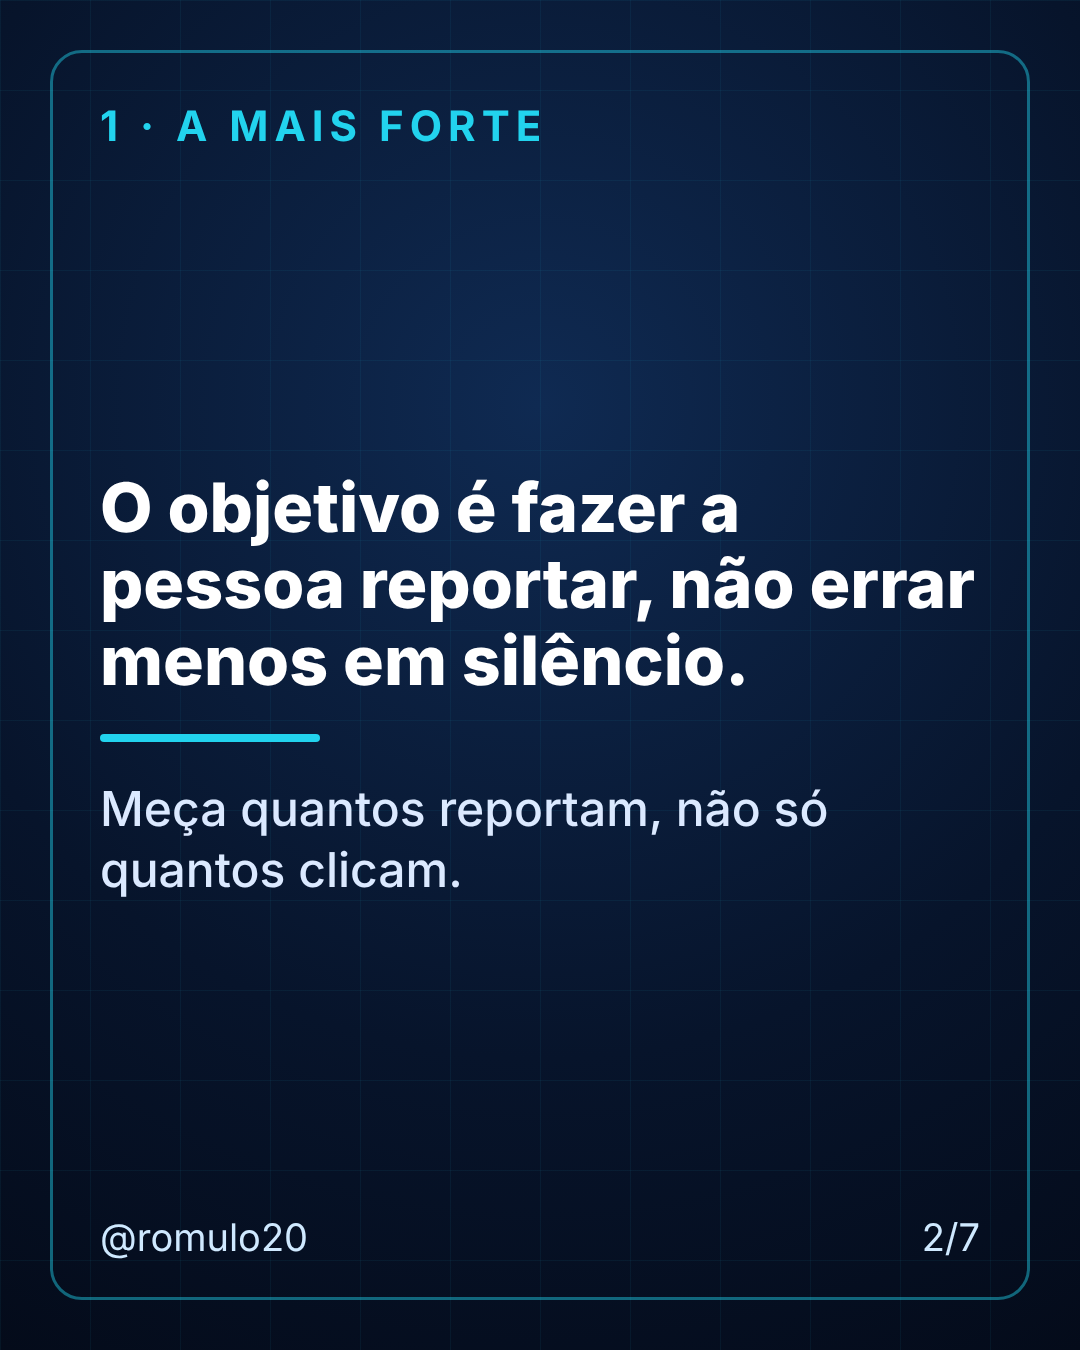 1 · A MAIS FORTE
O objetivo é fazer a
pessoa reportar, não errar
menos em silêncio.
Meça quantos reportam, não só
quantos clicam.
@romulo20
2/7